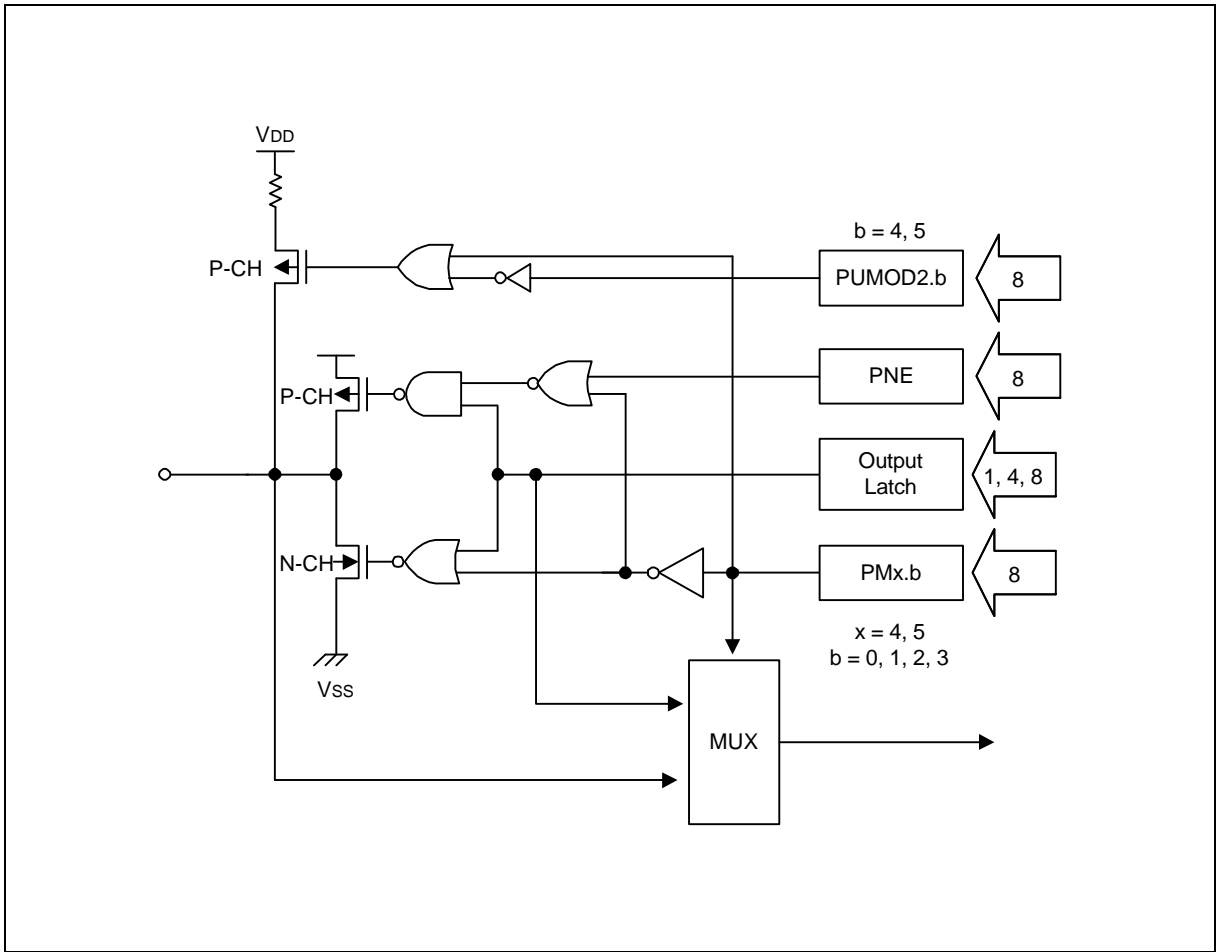 VDD
b = 4, 5
P-CH
PUMOD2.b
8
P-CH
PNE
8
Output
Latch
1, 4, 8
N-CH
PMx.b
8
x = 4, 5
b = 0, 1, 2, 3
VSS
MUX